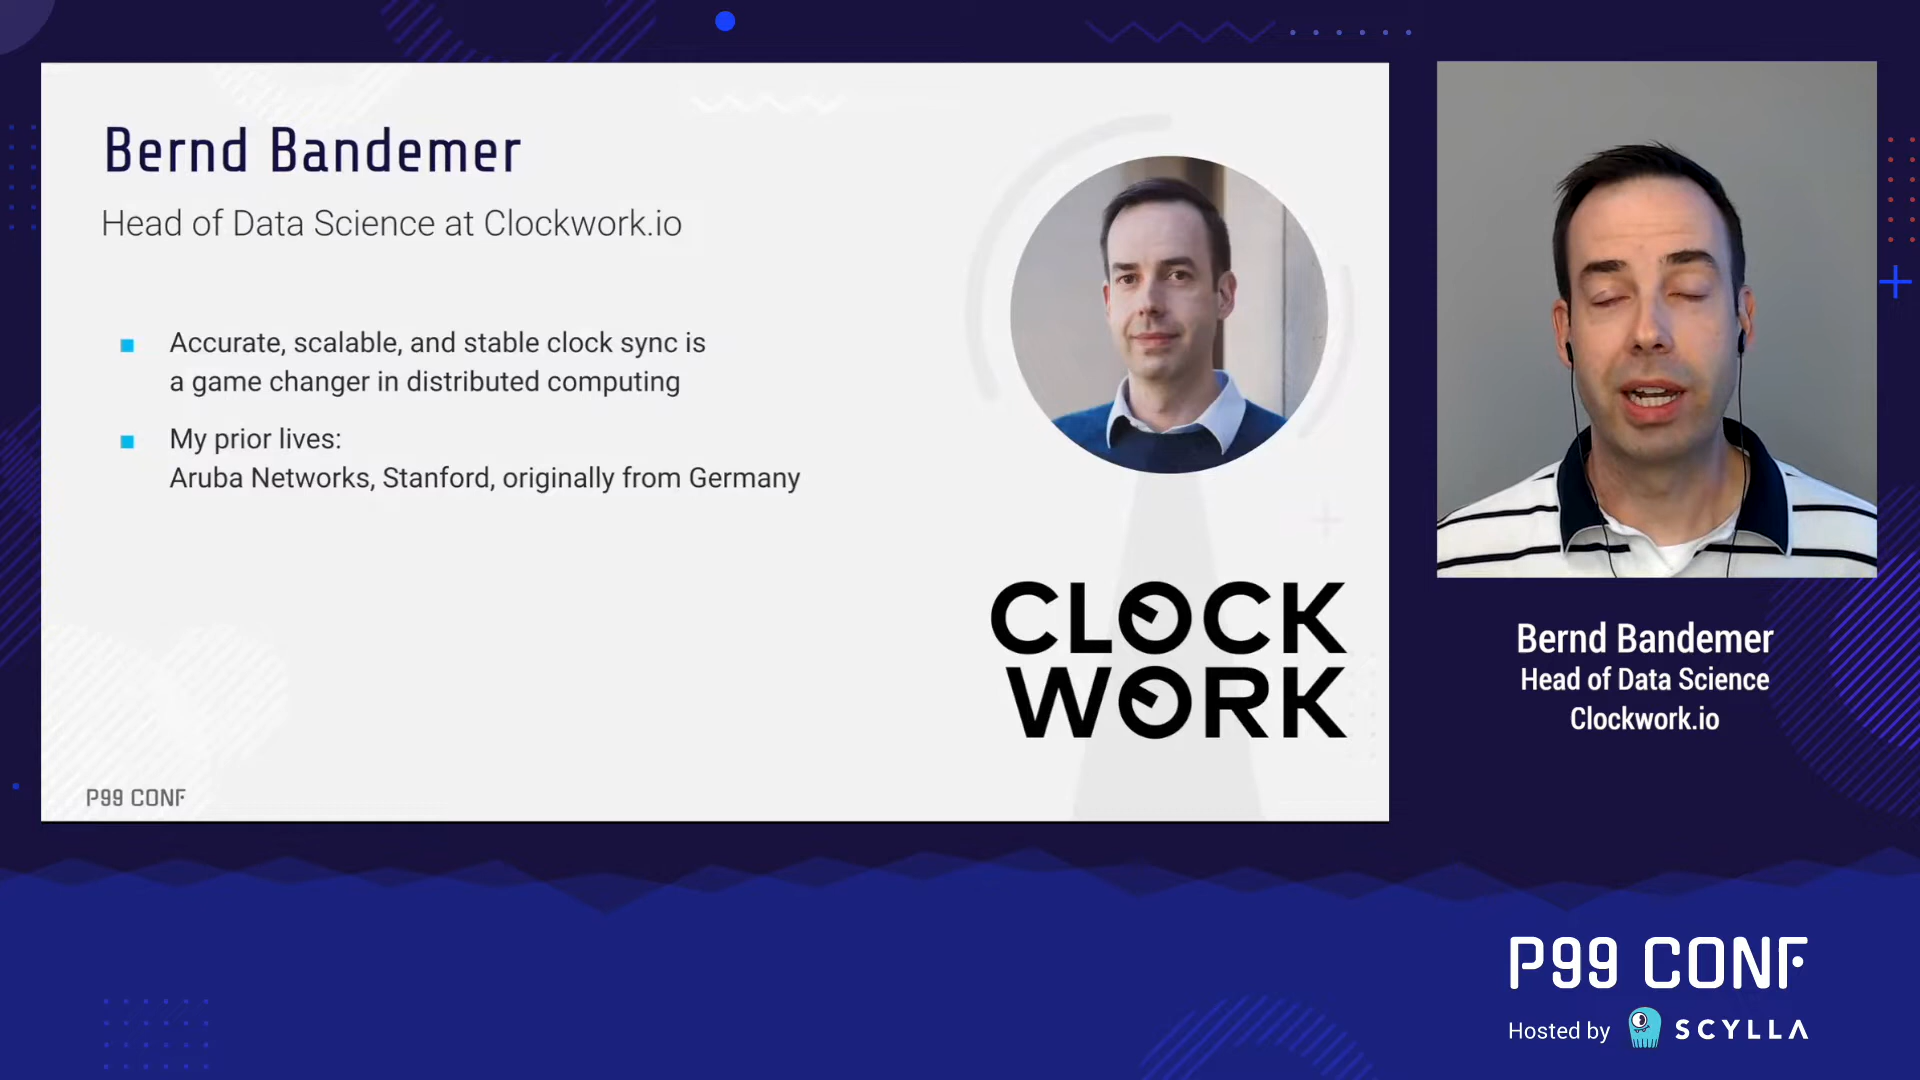 Bernd Bandemer
Head of Data Science at Clockwork.io
Accurate, scalable, and stable clock sync is
a game changer in distributed computing
My prior lives:
Aruba Networks, Stanford, originally from Germany
CLOCK
WORK
P99 CONF
Bernd Bandemer
Head of Data Science
Clockwork.io
P99 CONF
Hosted by SCYLLA